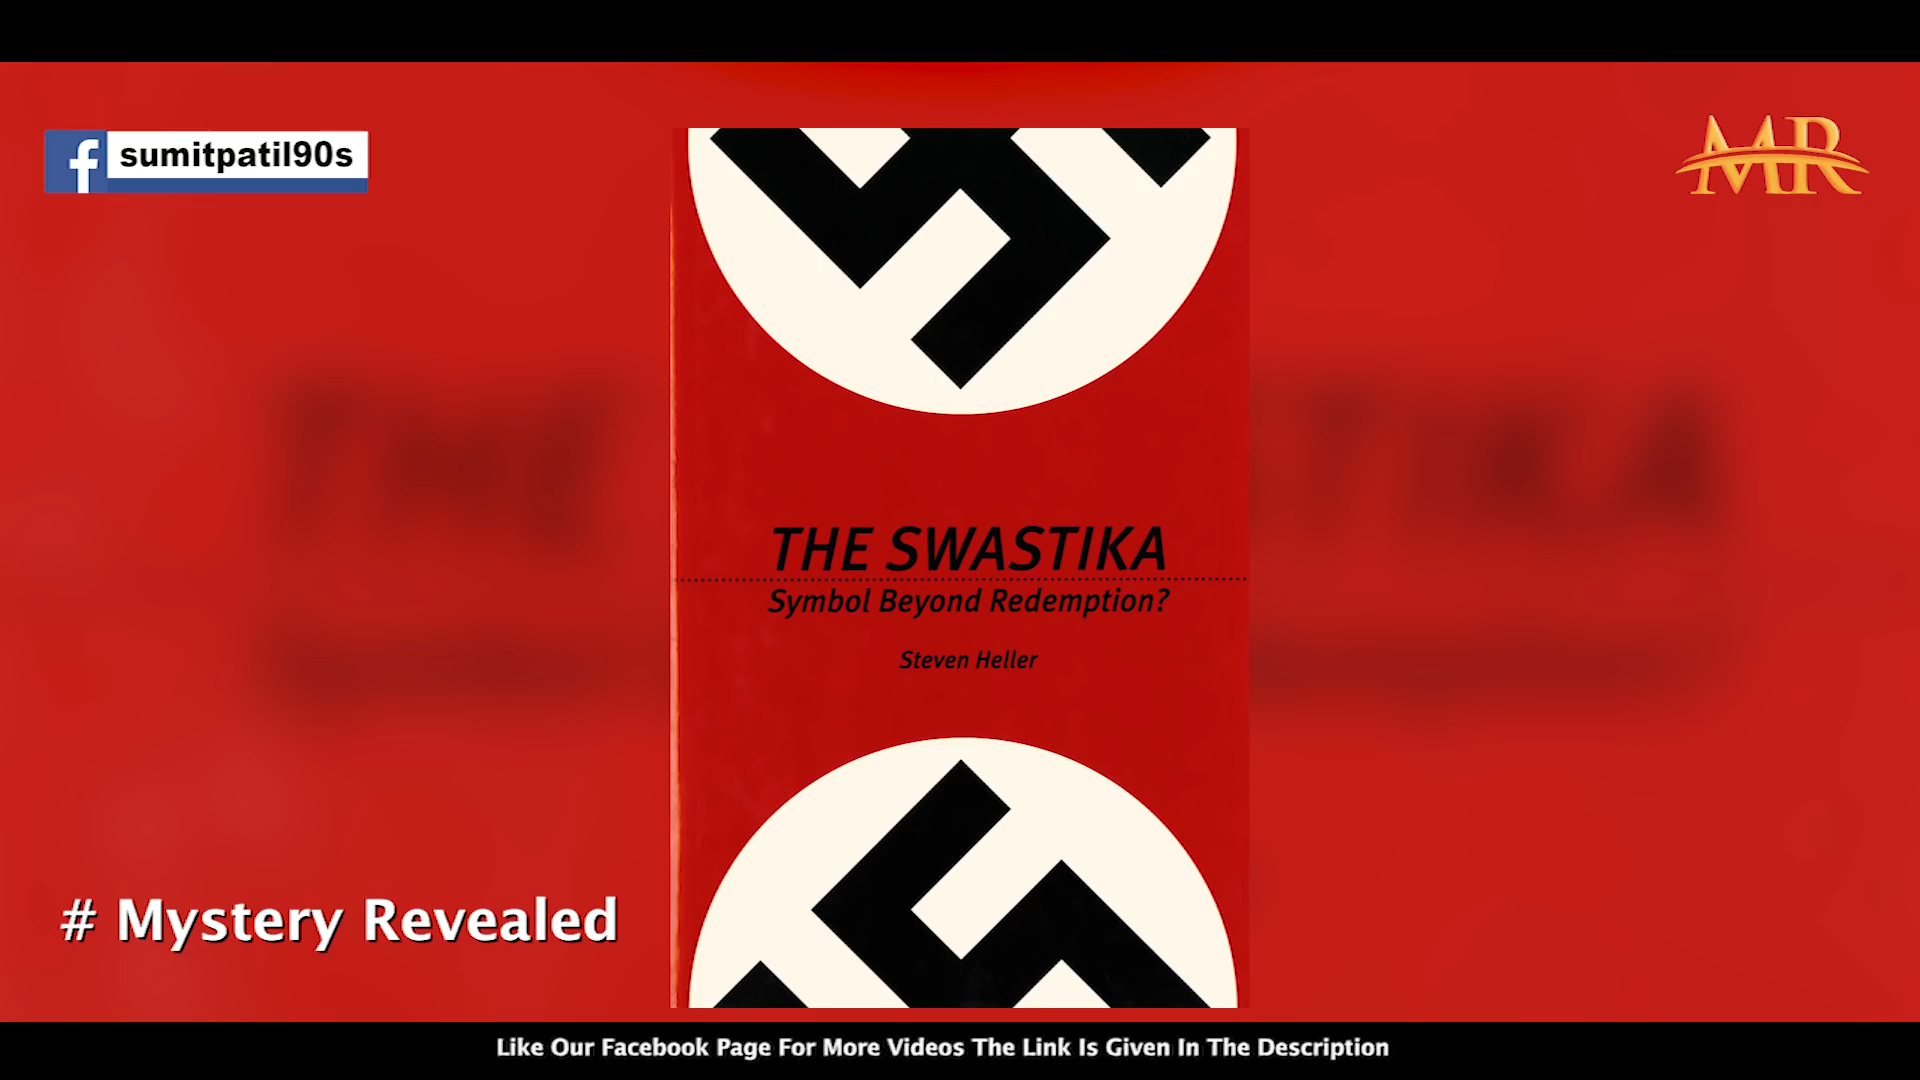 sumitpatil90s
MR
THE SWASTIKA
Symbol Beyond Redemption?
Steven Heller
# Mystery Revealed
Like Our Facebook Page For More Videos The Link Is Given In The Description